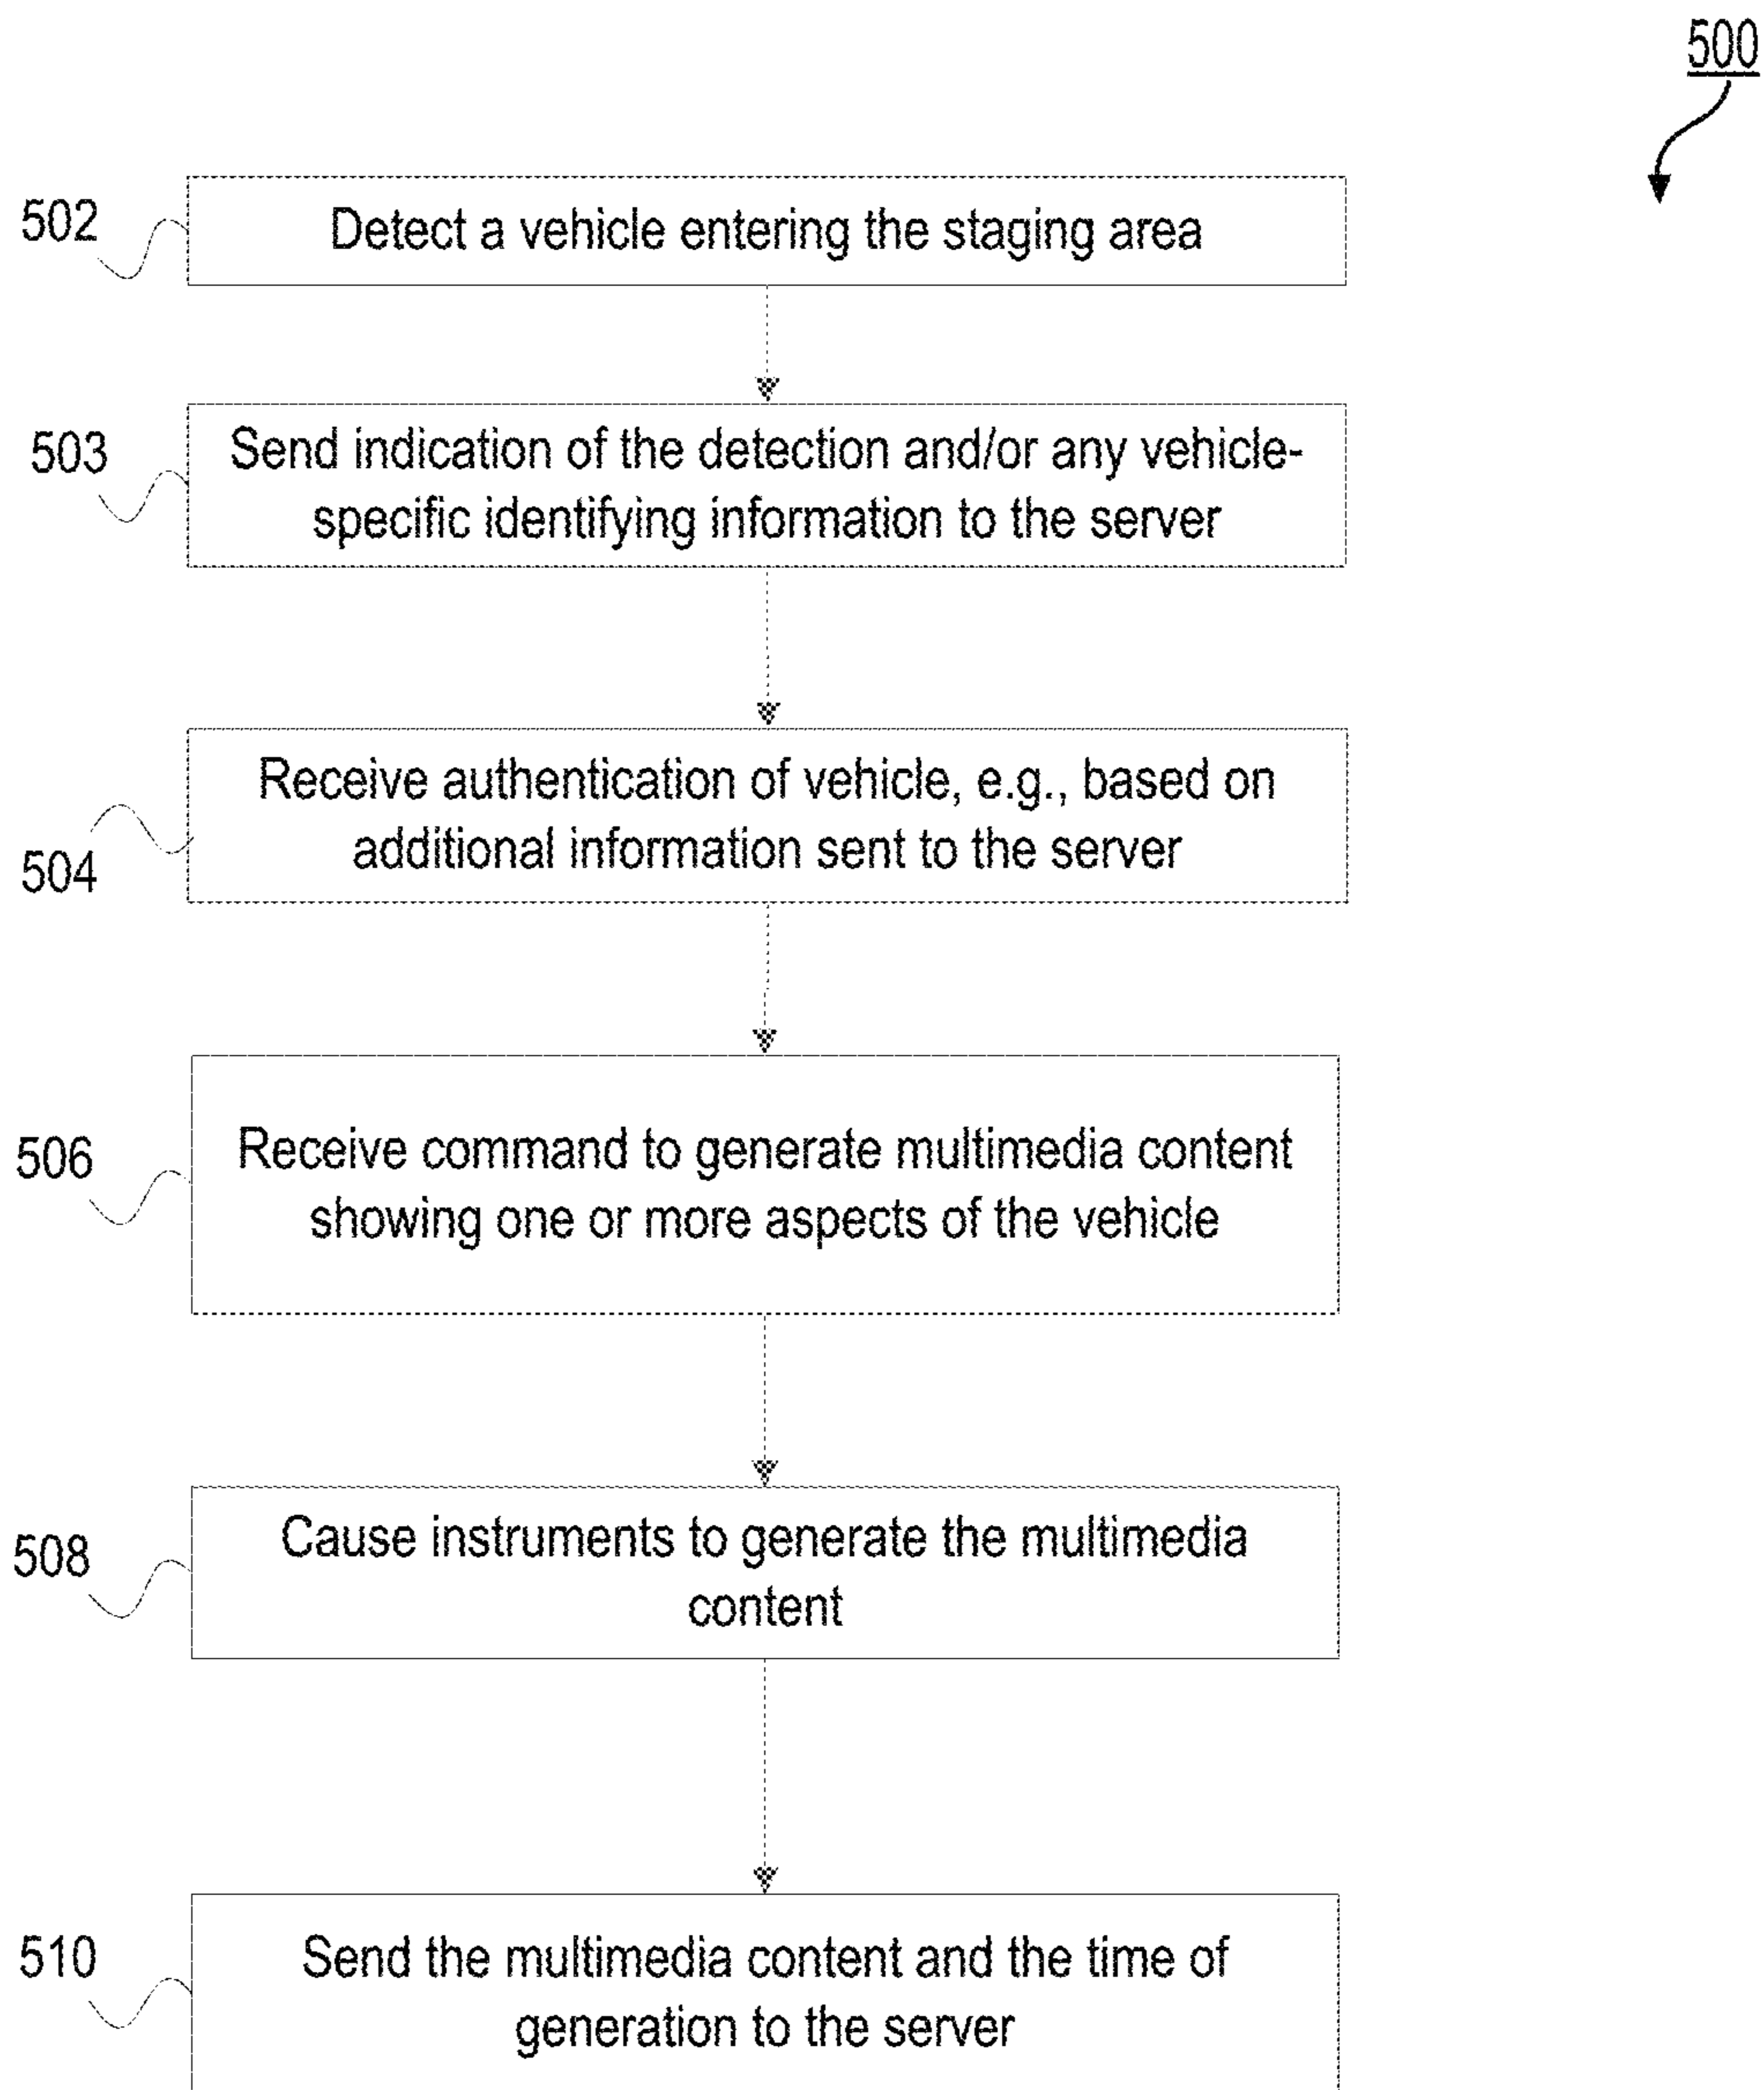 500
502
Detect a vehicle entering the staging area
503
Send indication of the detection and/or any vehicle-
specific identifying information to the server
504
Receive authentication of vehicle, e.g., based on
additional information sent to the server
506
Receive command to generate multimedia content
showing one or more aspects of the vehicle
508
Cause instruments to generate the multimedia
content
510
Send the multimedia content and the time of
generation to the server